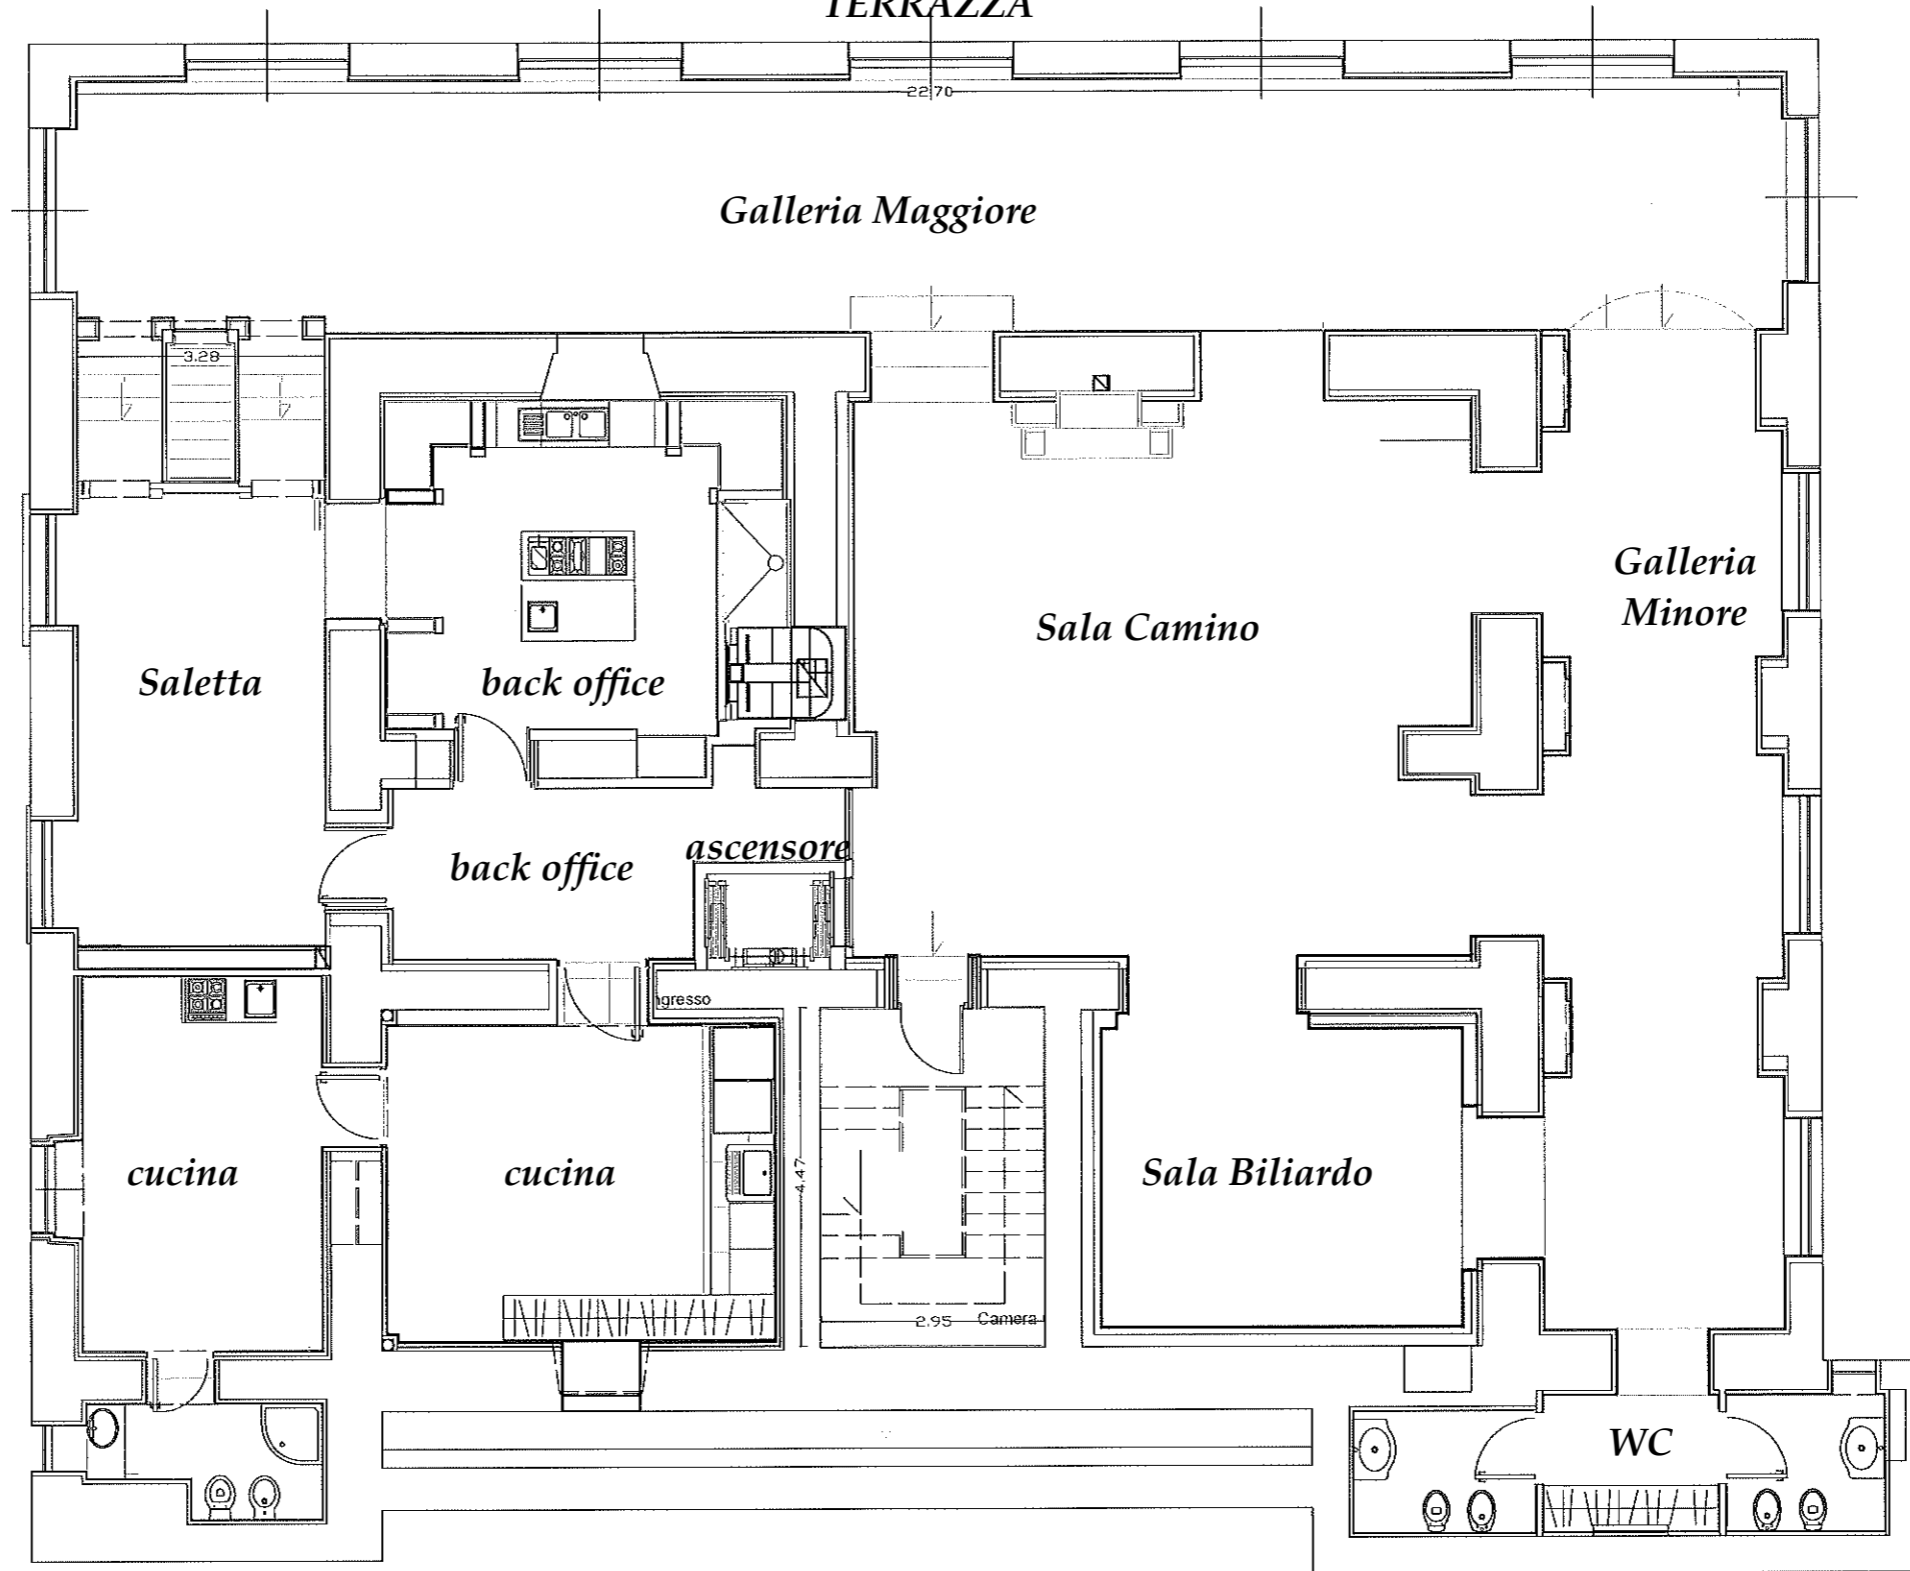 TERRAZZA
22.70
Galleria Maggiore
3.28
Galleria
Minore
Sala Camino
Saletta
back office
ascensore
back office
ngresso
cucina
cucina
4.47
Sala Biliardo
2.95
Camera
WC